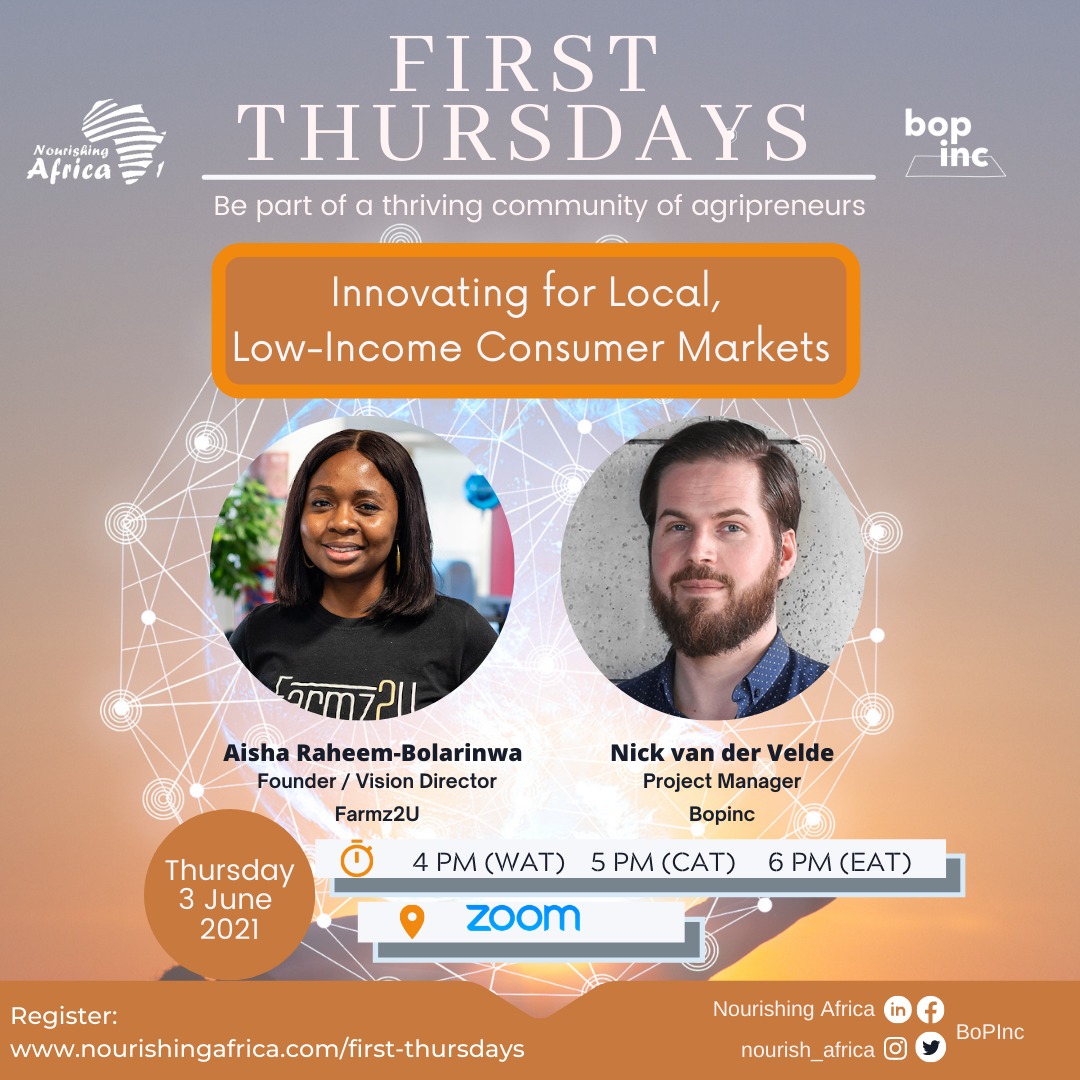 FIRST
THURSDAYS
Nourishing
Africa
bop
inc
Be part of a thriving community of agripreneurs
Innovating for Local,
Low-Income Consumer Markets
Farmz2U
Aisha Raheem-Bolarinwa
Founder / Vision Director
Farmz2U
Nick van der Velde
Project Manager
Bopinc
Thursday
3 June
2021
4 PM (WAT) 5 PM (CAT) 6 PM (EAT)
zoom
Register:
www.nourishingafrica.com/first-thursdays
Nourishing Africa
nourish_africa
BoPInc